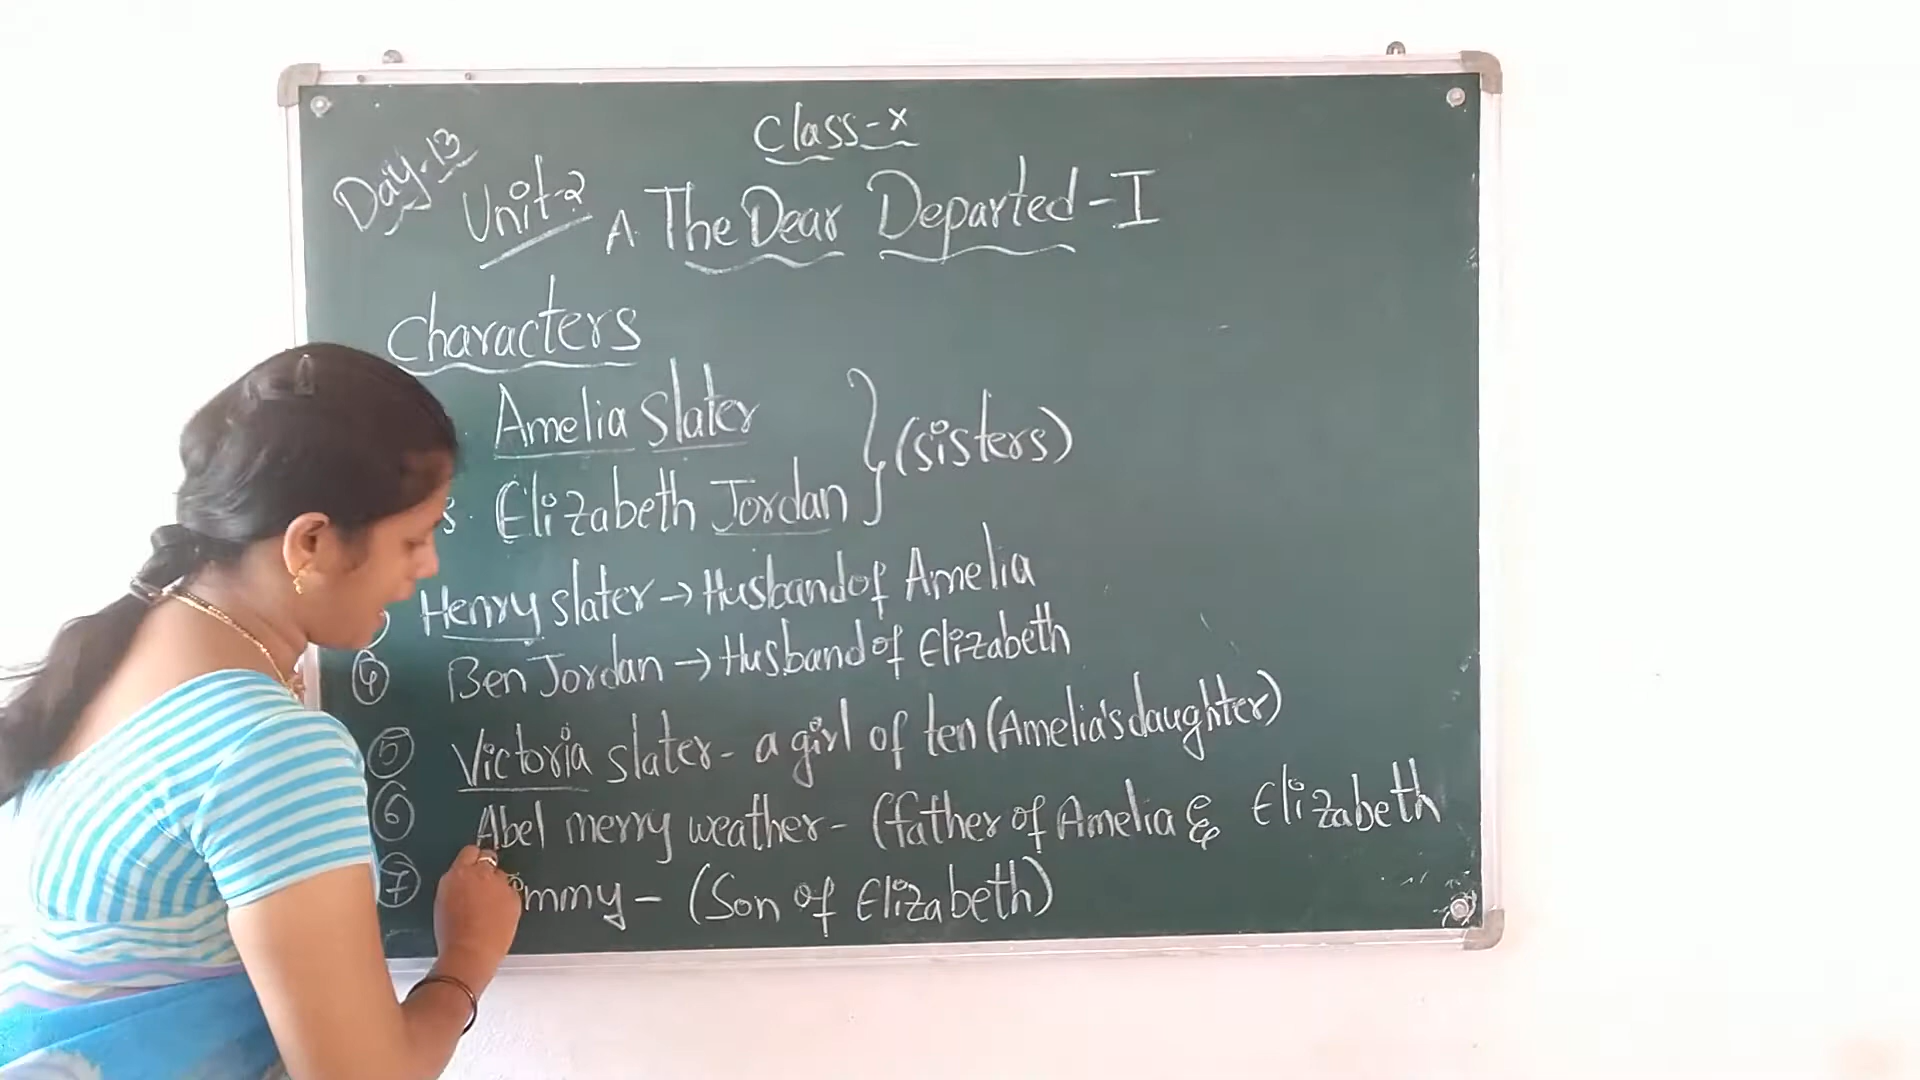 Class-X
Day-13
Unit-2 A The Dear Departed-I
Characters
Amelia Slater
Elizabeth Jordan
(sisters)
Henry slater → Husband of Amelia
④ Ben Jordan → Husband of Elizabeth
⑤ Victoria slater - a girl of ten (Amelia's daughter)
⑥ Abel merry weather - (father of Amelia & Elizabeth
⑦ immy - (Son of Elizabeth)